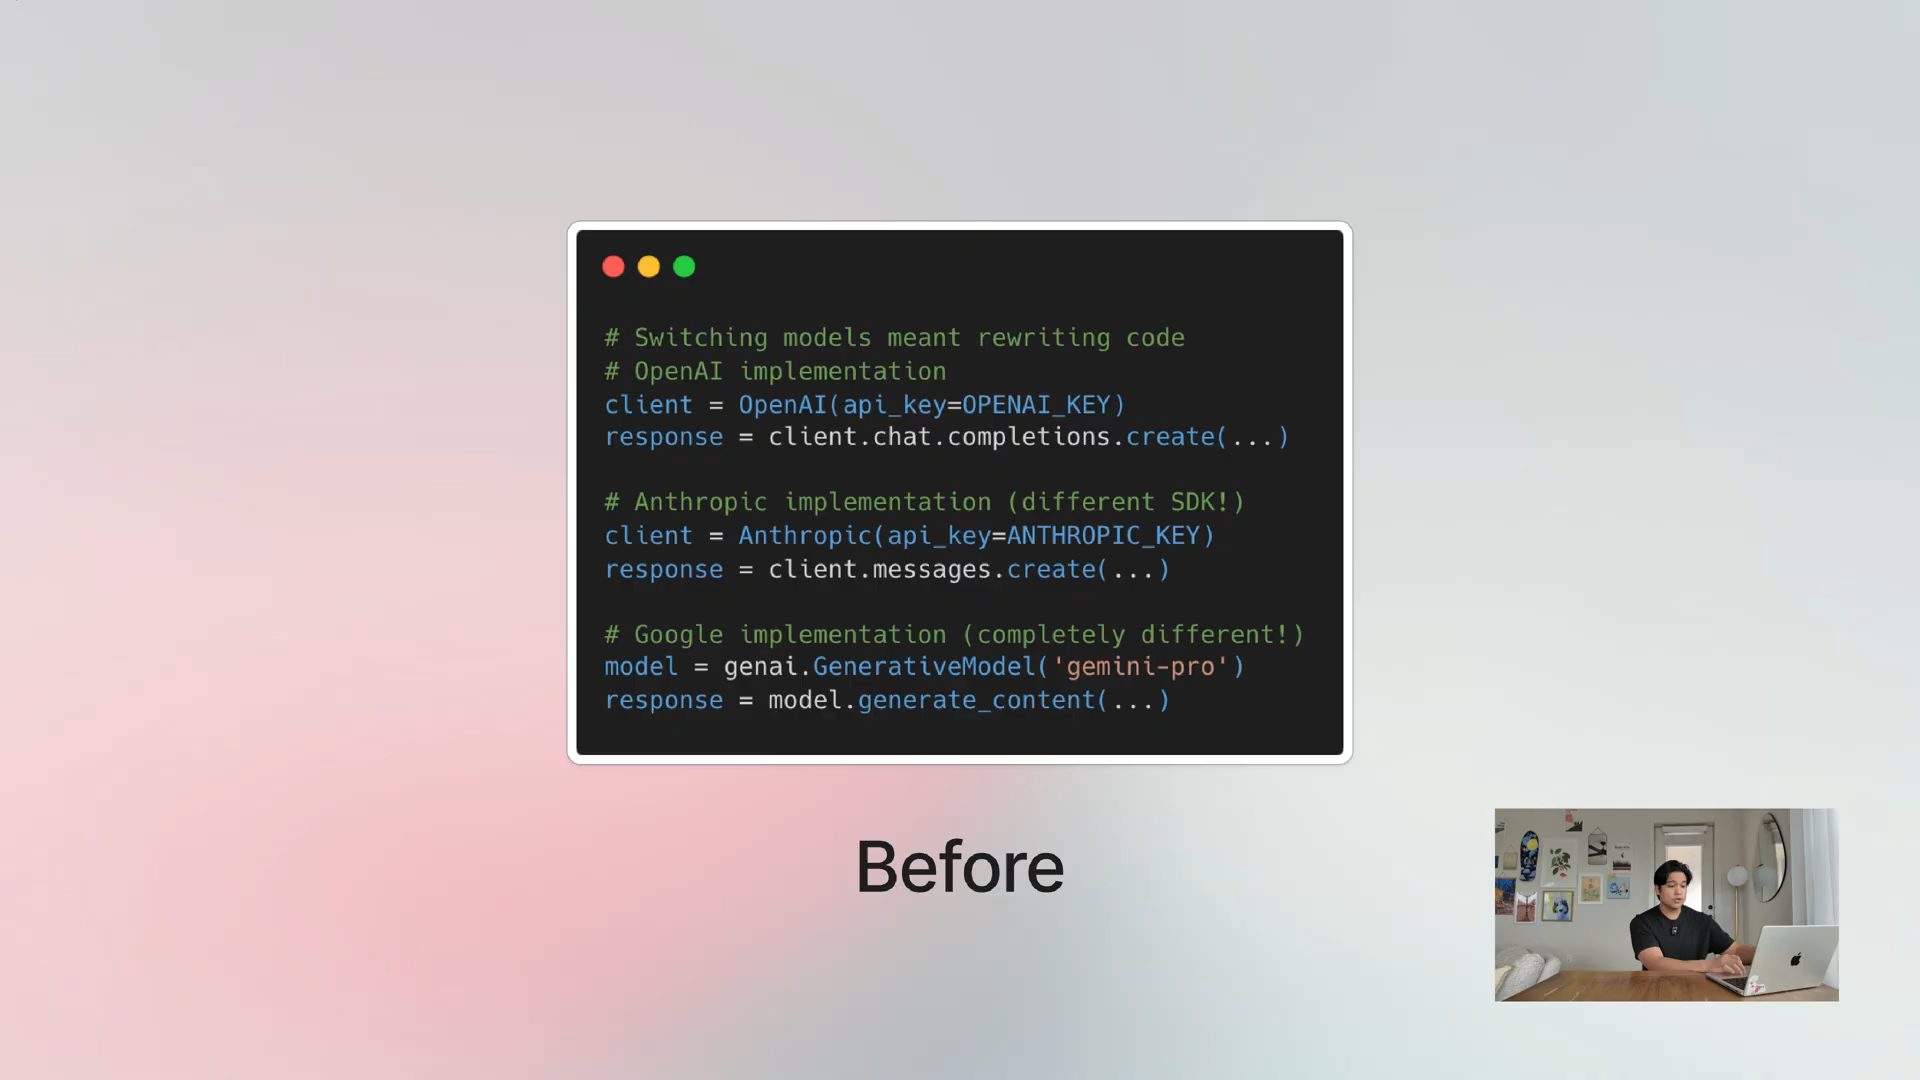 # Switching models meant rewriting code
# OpenAI implementation
client = OpenAI(api_key=OPENAI_KEY)
response = client.chat.completions.create(...)

# Anthropic implementation (different SDK!)
client = Anthropic(api_key=ANTHROPIC_KEY)
response = client.messages.create(...)

# Google implementation (completely different!)
model = genai.GenerativeModel('gemini-pro')
response = model.generate_content(...)
Before